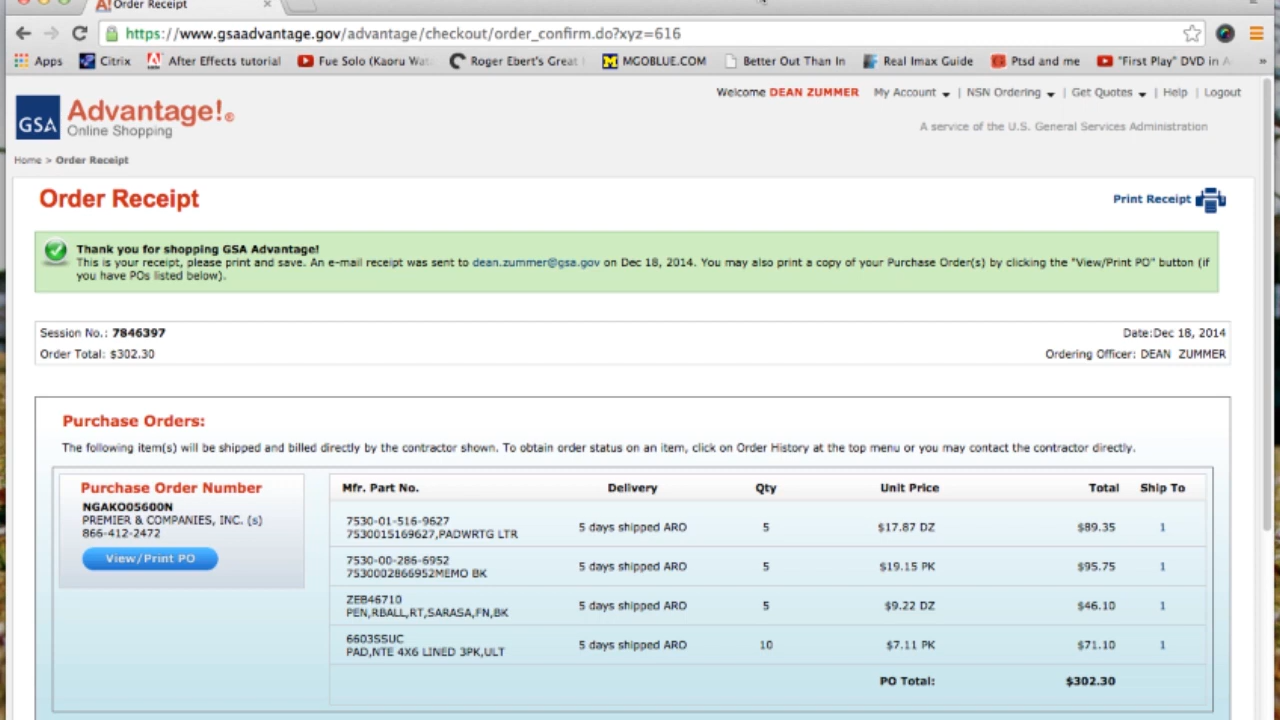 Order Receipt
https://www.gsaadvantage.gov/advantage/checkout/order_confirm.do?xyz=616
Apps Citrix After Effects tutorial Fue Solo (Kaoru Wat Roger Ebert's Great MGOBLUE.COM Better Out Than In Real Imax Guide Ptsd and me "First Play" DVD in A »
Welcome DEAN ZUMMER My Account | NSN Ordering | Get Quotes | Help | Logout
GSA Advantage!®
Online Shopping
A service of the U.S. General Services Administration
Home > Order Receipt
Order Receipt
Print Receipt
Thank you for shopping GSA Advantage!
This is your receipt, please print and save. An e-mail receipt was sent to dean.zummer@gsa.gov on Dec 18, 2014. You may also print a copy of your Purchase Order(s) by clicking the "View/Print PO" button (if
you have POs listed below).
Session No.: 7846397 Date:Dec 18, 2014
Order Total: $302.30 Ordering Officer: DEAN ZUMMER
Purchase Orders:
The following item(s) will be shipped and billed directly by the contractor shown. To obtain order status on an item, click on Order History at the top menu or you may contact the contractor directly.
Purchase Order Number
NGAKO05600N
PREMIER & COMPANIES, INC. (s)
866-412-2472
View/Print PO
Mfr. Part No. Delivery Qty Unit Price Total Ship To
7530-01-516-9627
7530015169627,PADWRTG LTR 5 days shipped ARO 5 $17.87 DZ $89.35 1
7530-00-286-6952
7530002866952MEMO BK 5 days shipped ARO 5 $19.15 PK $95.75 1
ZEB46710
PEN,RBALL,RT,SARASA,FN,BK 5 days shipped ARO 5 $9.22 DZ $46.10 1
6603SSUC
PAD,NTE 4X6 LINED 3PK,ULT 5 days shipped ARO 10 $7.11 PK $71.10 1
PO Total: $302.30